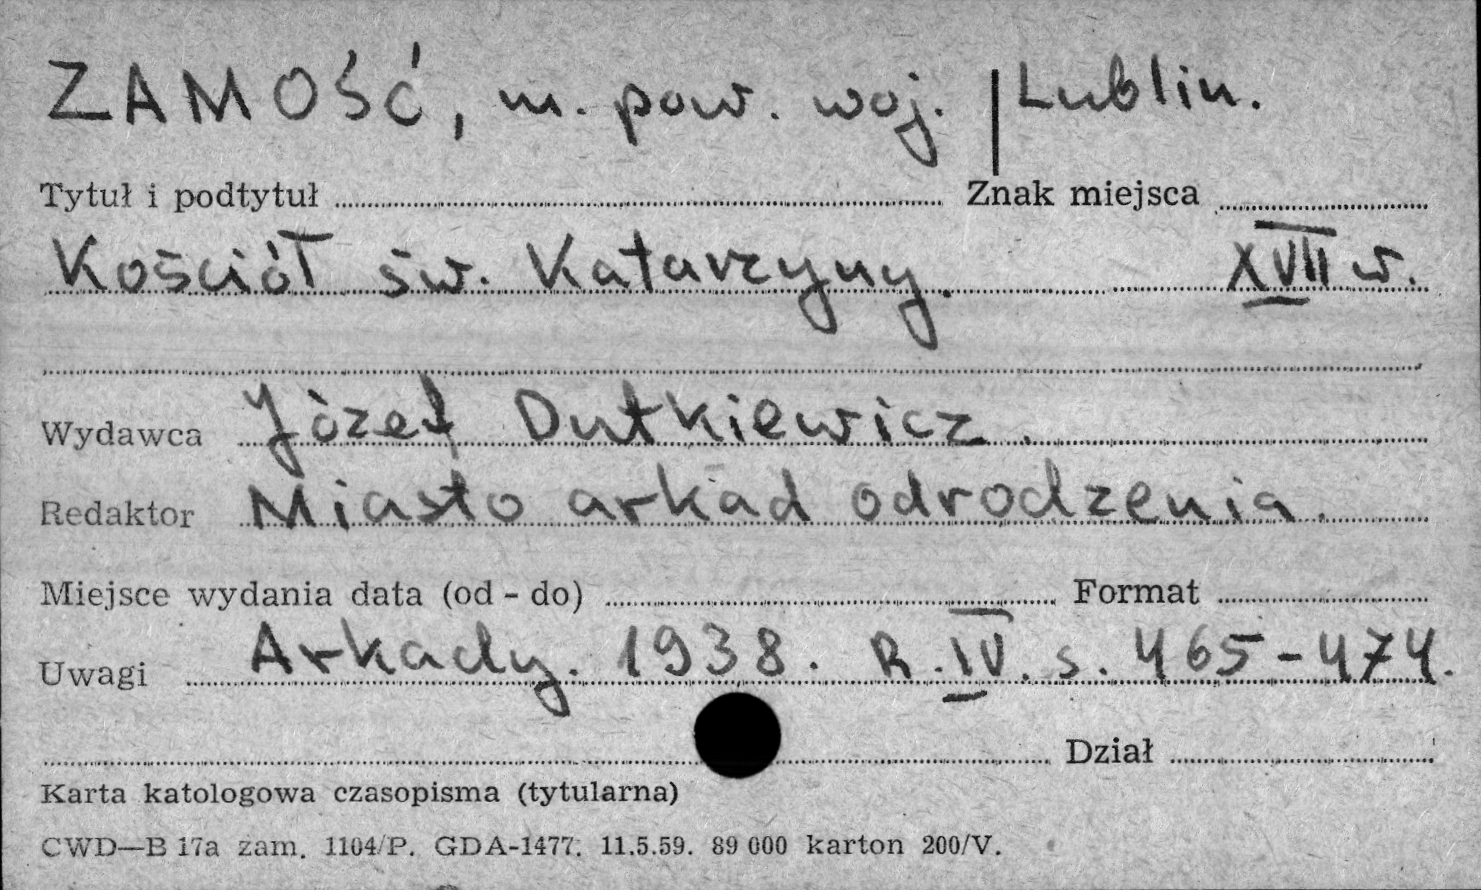 ZAMOŚĆ, m. pow. woj. | Lublin.
Tytuł i podtytuł Znak miejsca
Kościół św. Katarzyny. XVII w.
Wydawca Józef Dutkiewicz.
Redaktor Miasto arkad odrodzenia.
Miejsce wydania data (od - do) Format
Uwagi Arkady. 1938. R. IV. s. 465-474.
Dział
Karta katologowa czasopisma (tytularna)
CWD—B 17a zam. 1104/P. GDA-1477. 11.5.59. 89 000 karton 200/V.